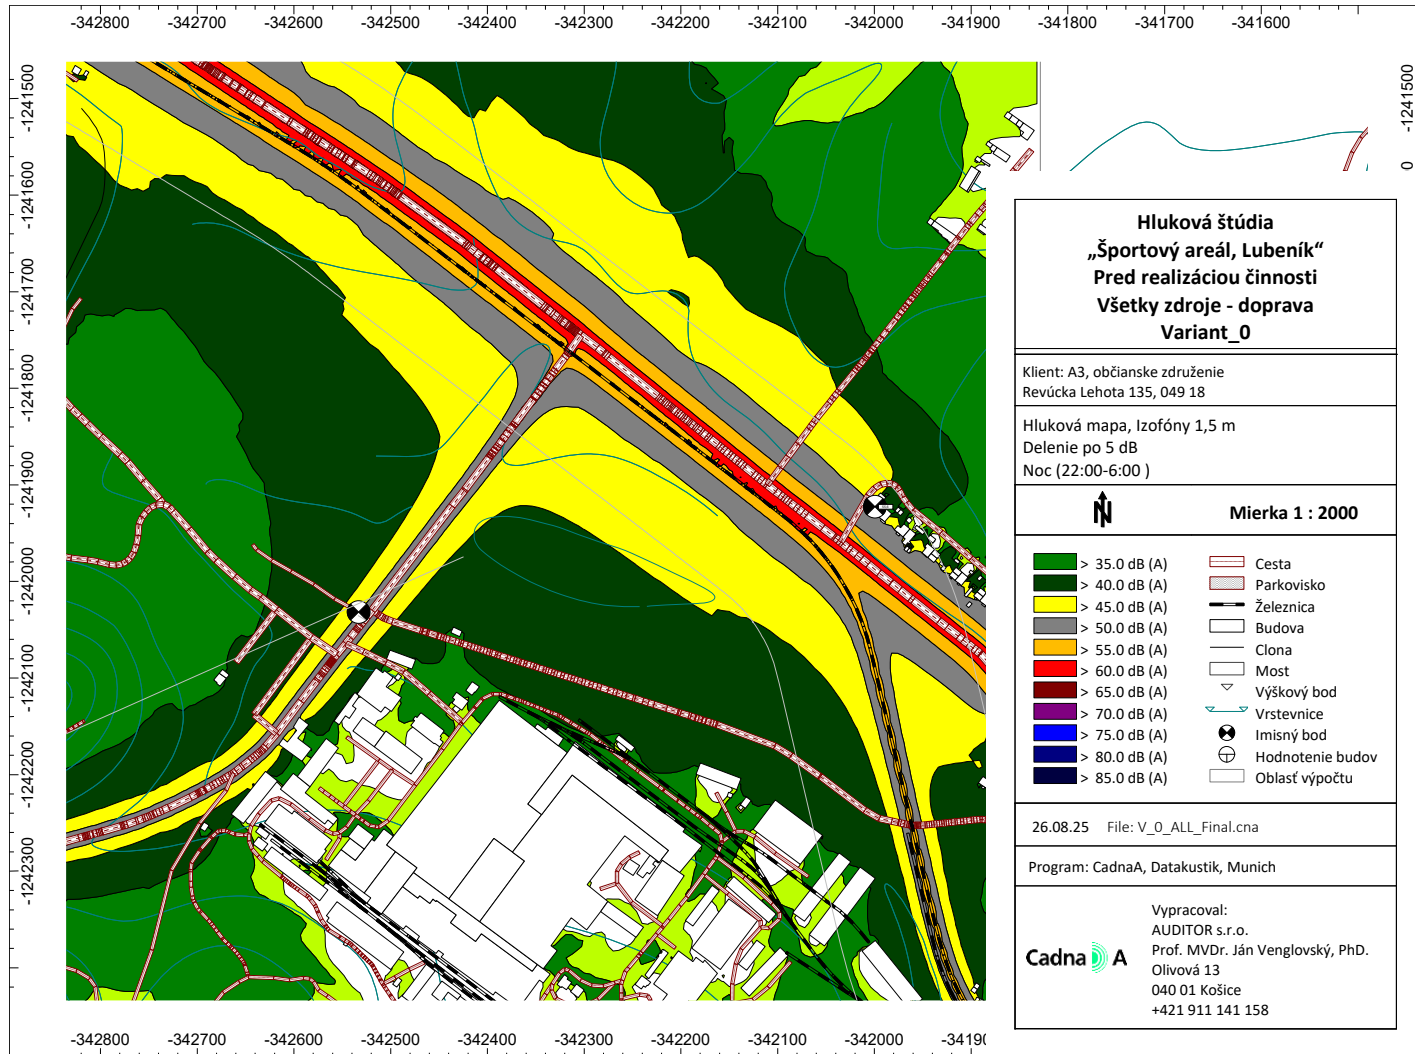 -342800 -342700 -342600 -342500 -342400 -342300 -342200 -342100 -342000 -341900 -341800 -341700 -341600
-1241500
-1241600
-1241700
-1241800
-1241900
-1242000
-1242100
-1242200
-1242300
-1241500
0
Hluková štúdia
„Športový areál, Lubeník“
Pred realizáciou činnosti
Všetky zdroje - doprava
Variant_0
Klient: A3, občianske združenie
Revúcka Lehota 135, 049 18
Hluková mapa, Izofóny 1,5 m
Delenie po 5 dB
Noc (22:00-6:00 )
N
Mierka 1 : 2000
> 35.0 dB (A)
> 40.0 dB (A)
> 45.0 dB (A)
> 50.0 dB (A)
> 55.0 dB (A)
> 60.0 dB (A)
> 65.0 dB (A)
> 70.0 dB (A)
> 75.0 dB (A)
> 80.0 dB (A)
> 85.0 dB (A)
Cesta
Parkovisko
Železnica
Budova
Clona
Most
Výškový bod
Vrstevnice
Imisný bod
Hodnotenie budov
Oblasť výpočtu
26.08.25 File: V_0_ALL_Final.cna
Program: CadnaA, Datakustik, Munich
Cadna A
Vypracoval:
AUDITOR s.r.o.
Prof. MVDr. Ján Venglovský, PhD.
Olivová 13
040 01 Košice
+421 911 141 158
-342800 -342700 -342600 -342500 -342400 -342300 -342200 -342100 -342000 -3419